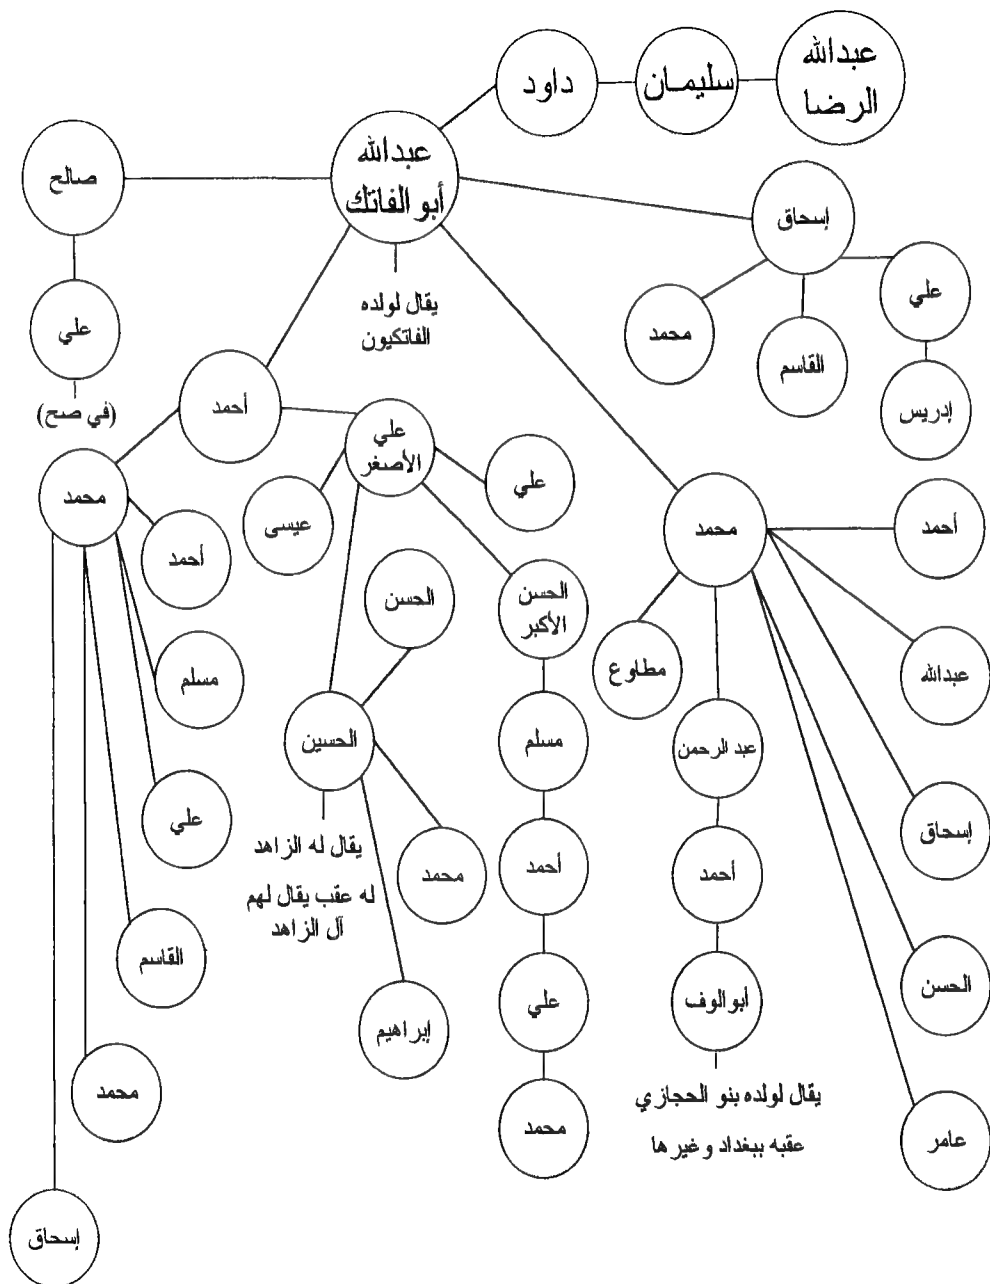 عبدالله
الرضا
سليمان
داود
عبدالله
أبو الفاتك
يقال لولده
الفاتكيون
صالح
علي
(في صح)
إسحاق
علي
إدريس
القاسم
محمد
أحمد
علي
الأصغر
علي
عيسى
الحسن
الأكبر
مسلم
أحمد
علي
محمد
الحسين
الحسن
محمد
إبراهيم
يقال له الزاهد
له عقب يقال لهم
آل الزاهد
محمد
أحمد
مسلم
علي
القاسم
محمد
إسحاق
محمد
أحمد
عبدالله
إسحاق
الحسن
عامر
مطاوع
عبد الرحمن
أحمد
أبو الوف
يقال لولده بنو الحجازي
عقبه ببغداد وغيرها